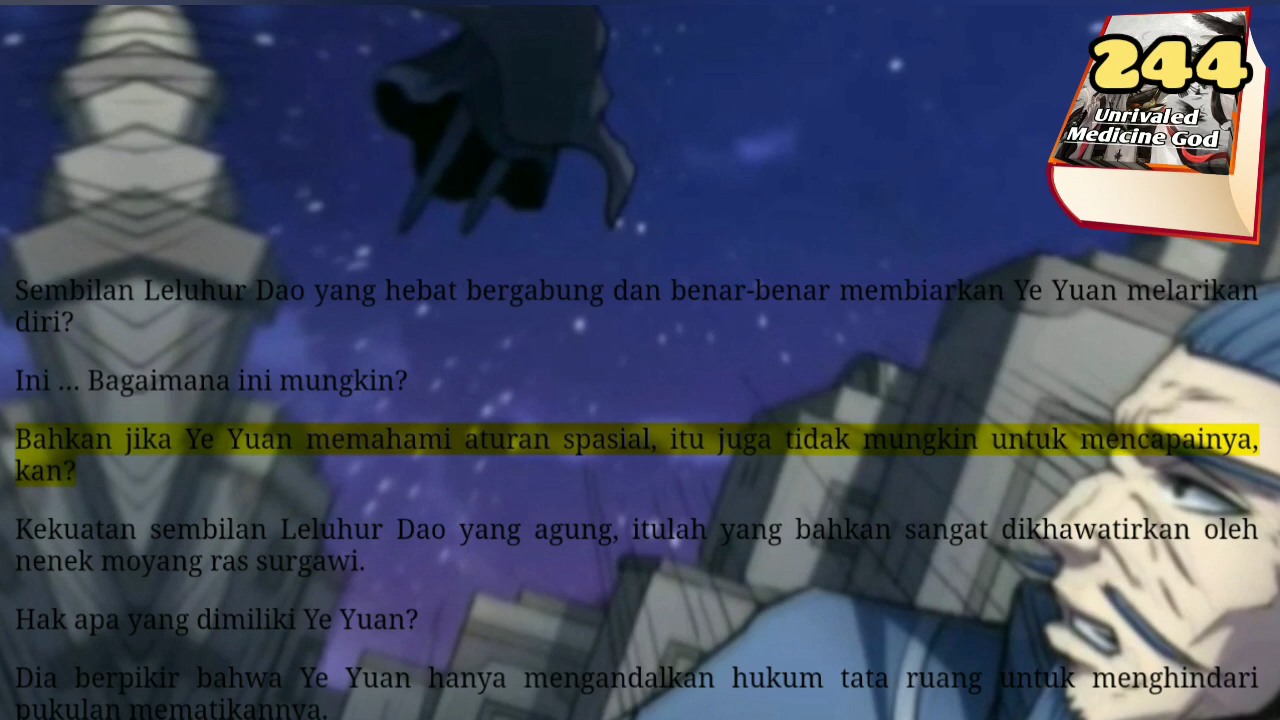 244
Unrivaled
Medicine God
Sembilan Leluhur Dao yang hebat bergabung dan benar-benar membiarkan Ye Yuan melarikan
diri?
Ini ... Bagaimana ini mungkin?
Bahkan jika Ye Yuan memahami aturan spasial, itu juga tidak mungkin untuk mencapainya,
kan?
Kekuatan sembilan Leluhur Dao yang agung, itulah yang bahkan sangat dikhawatirkan oleh
nenek moyang ras surgawi.
Hak apa yang dimiliki Ye Yuan?
Dia berpikir bahwa Ye Yuan hanya mengandalkan hukum tata ruang untuk menghindari
pukulan mematikannya.